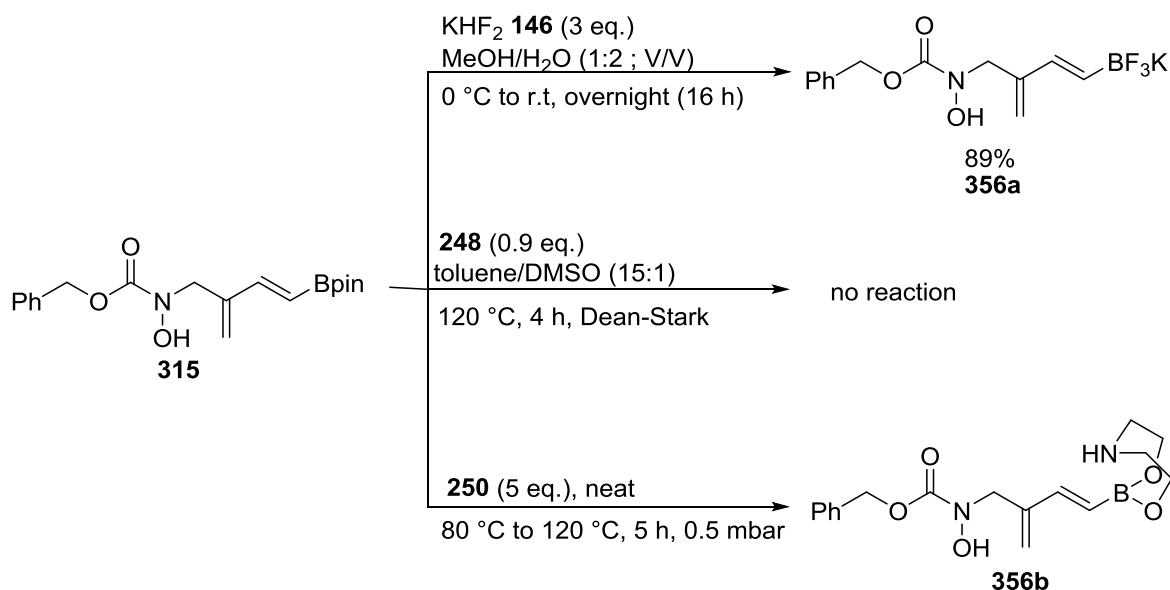 KHF₂ 146 (3 eq.)
MeOH/H₂O (1:2 ; V/V)
0 °C to r.t, overnight (16 h)
O
Ph
O
N
OH
BF₃K
89%
356a
O
Ph
O
N
OH
Bpin
315
248 (0.9 eq.)
toluene/DMSO (15:1)
120 °C, 4 h, Dean-Stark
no reaction
250 (5 eq.), neat
80 °C to 120 °C, 5 h, 0.5 mbar
O
Ph
O
N
OH
HN
B
O
O
356b